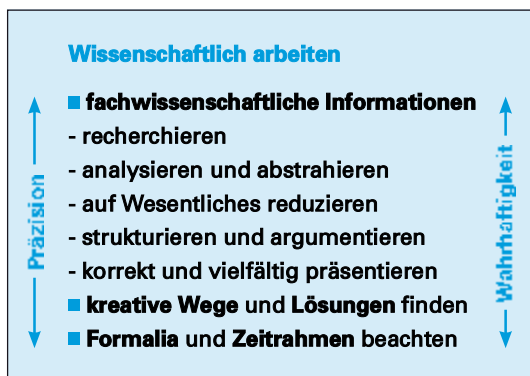 Wissenschaftlich arbeiten
■ fachwissenschaftliche Informationen
- recherchieren
- analysieren und abstrahieren
- auf Wesentliches reduzieren
- strukturieren und argumentieren
- korrekt und vielfältig präsentieren
■ kreative Wege und Lösungen finden
■ Formalia und Zeitrahmen beachten
Präzision
Wahrhaftigkeit